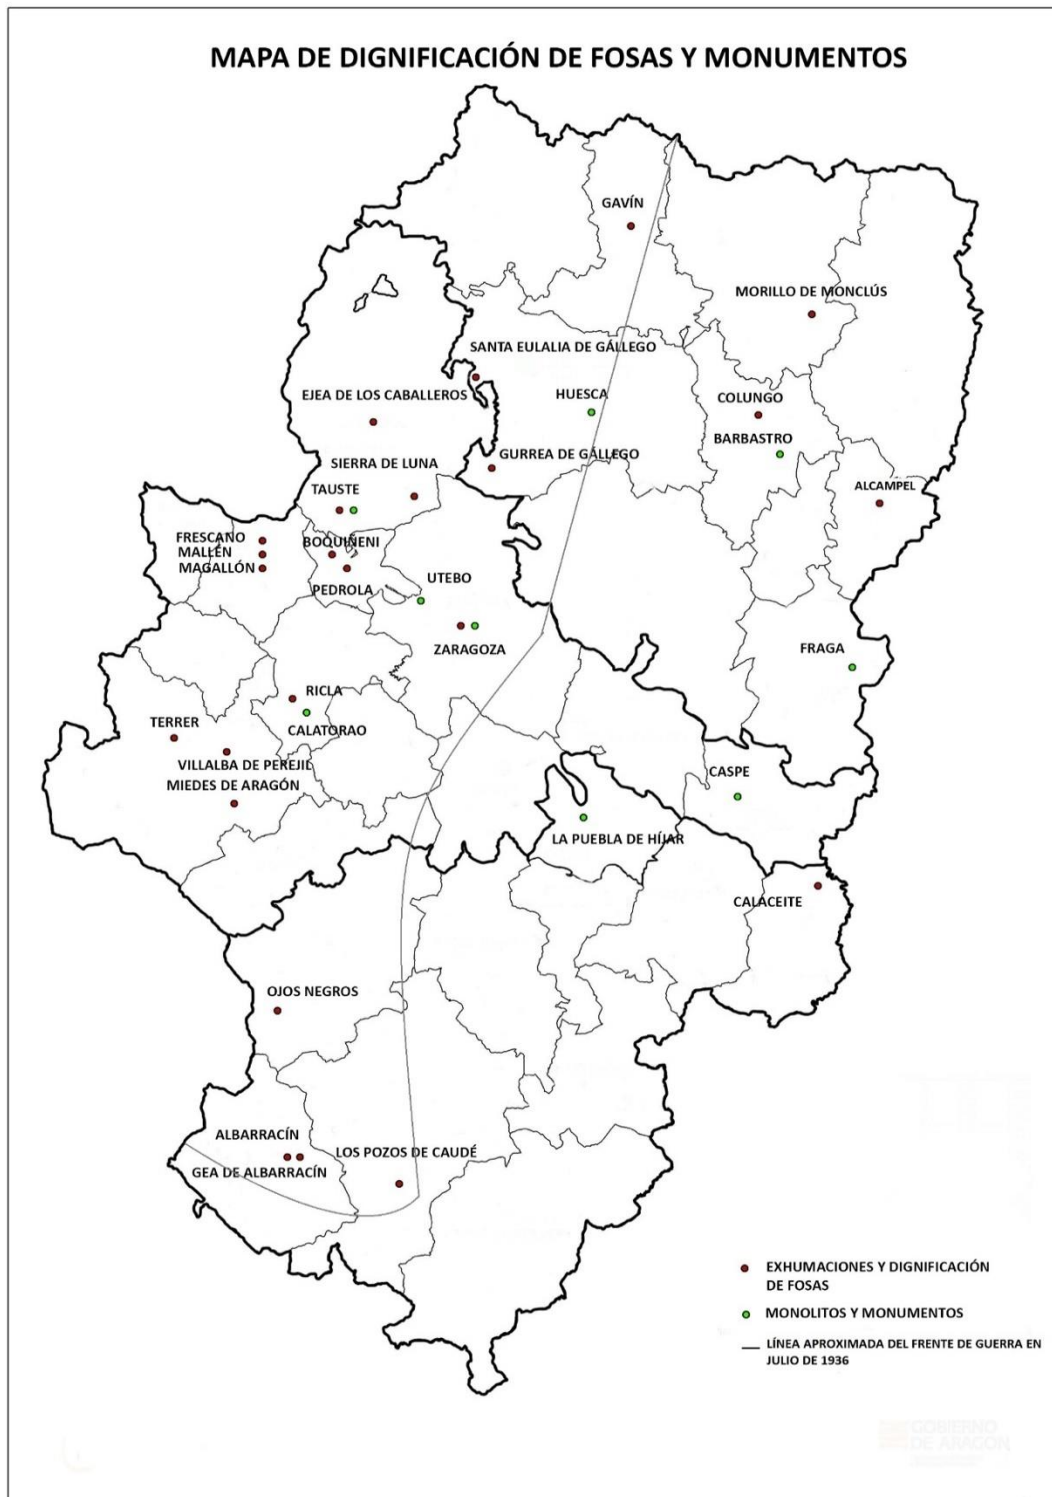 MAPA DE DIGNIFICACIÓN DE FOSAS Y MONUMENTOS
GAVÍN
MORILLO DE MONCLÚS
SANTA EULALIA DE GÁLLEGO
EJEA DE LOS CABALLEROS
HUESCA
COLUNGO
BARBASTRO
GURREA DE GÁLLEGO
SIERRA DE LUNA
TAUSTE
ALCAMPEL
FRESCANO
MALLÉN
MAGALLÓN
BOQUIÑENI
PEDROLA
UTEBO
ZARAGOZA
FRAGA
RICLA
CALATORAO
TERRER
VILLALBA DE PEREJIL
MIEDES DE ARAGÓN
CASPE
LA PUEBLA DE HÍJAR
CALACEITE
OJOS NEGROS
ALBARRACÍN
GEA DE ALBARRACÍN
LOS POZOS DE CAUDÉ
EXHUMACIONES Y DIGNIFICACIÓN
DE FOSAS
MONOLITOS Y MONUMENTOS
LÍNEA APROXIMADA DEL FRENTE DE GUERRA EN
JULIO DE 1936
GOBIERNO
DE ARAGON